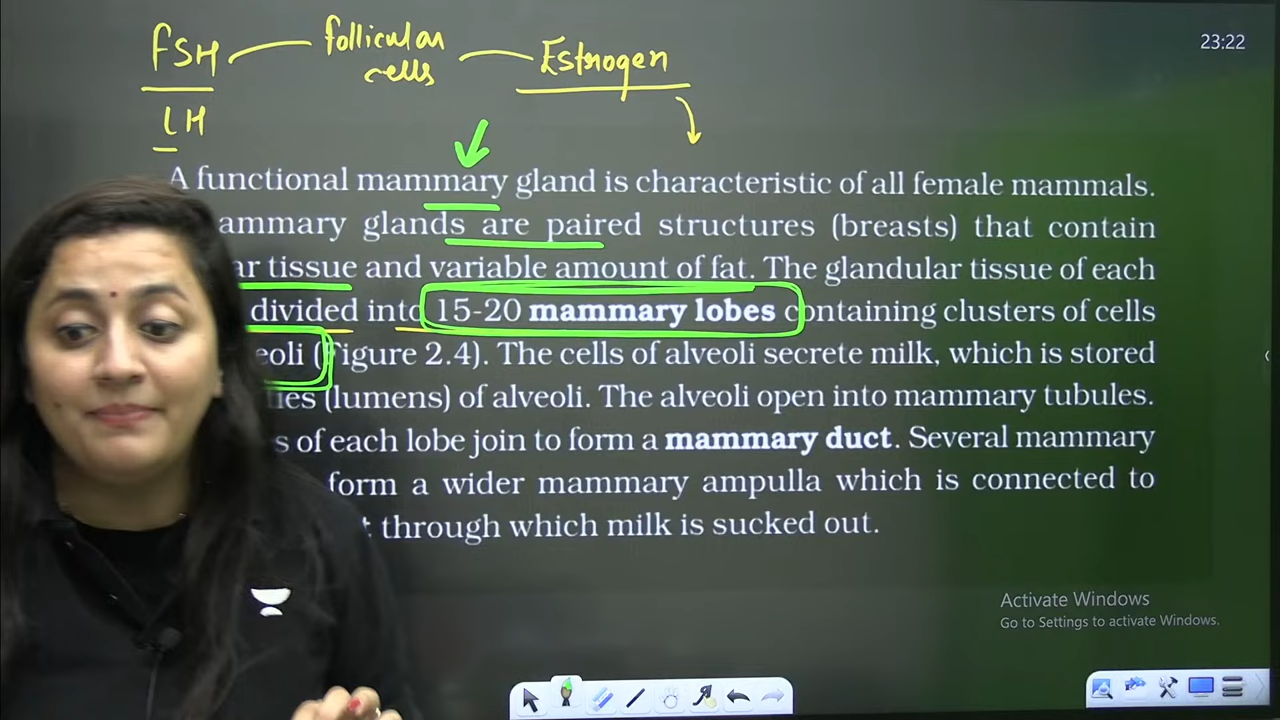 FSH follicular cells Estrogen
LH
23:22
A functional mammary gland is characteristic of all female mammals.
ammary glands are paired structures (breasts) that contain
ar tissue and variable amount of fat. The glandular tissue of each
divided into 15-20 mammary lobes containing clusters of cells
eoli (Figure 2.4). The cells of alveoli secrete milk, which is stored
ties (lumens) of alveoli. The alveoli open into mammary tubules.
s of each lobe join to form a mammary duct. Several mammary
form a wider mammary ampulla which is connected to
t through which milk is sucked out.
Activate Windows
Go to Settings to activate Windows.